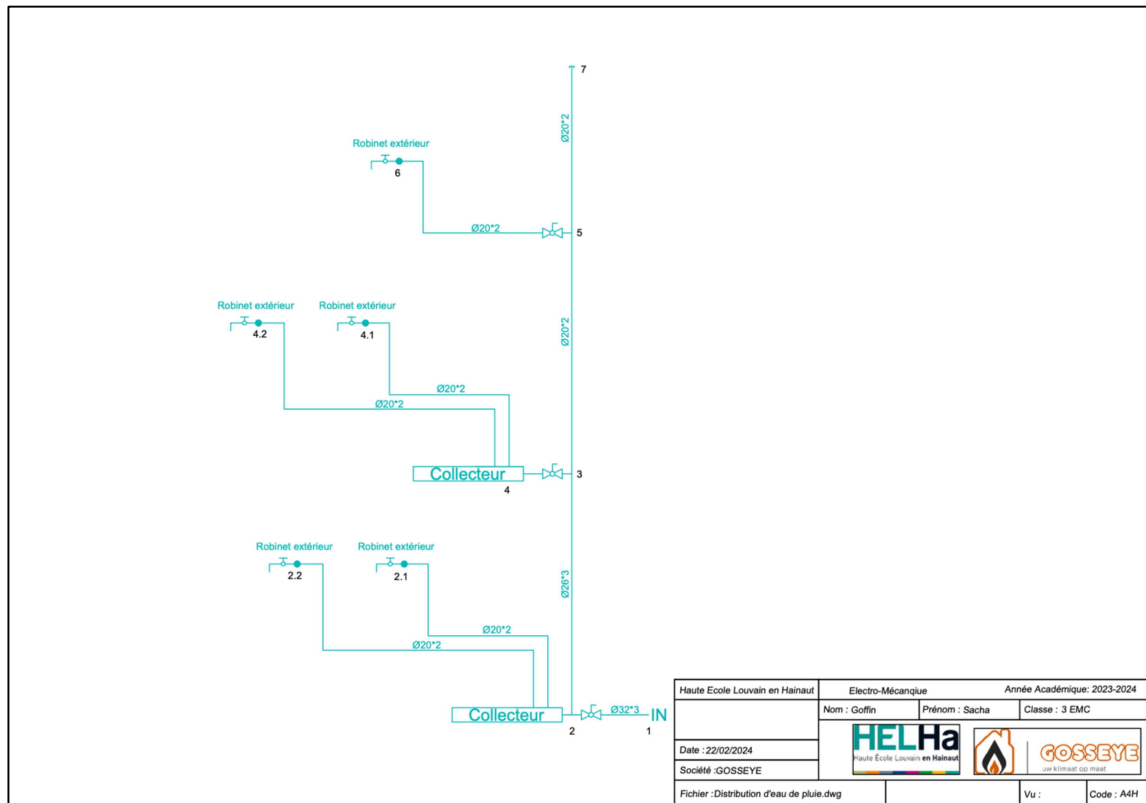 7
Ø20*2
Robinet extérieur
6
Ø20*2
5
Robinet extérieur
Robinet extérieur
4.2
4.1
Ø20*2
Ø20*2
Ø20*2
Collecteur
3
4
Robinet extérieur
Robinet extérieur
2.2
2.1
Ø26*3
Ø20*2
Ø20*2
Collecteur
Ø32*3
IN
2
1
Haute Ecole Louvain en Hainaut
Electro-Mécanqiue
Année Académique: 2023-2024
Nom : Goffin
Prénom : Sacha
Classe : 3 EMC
HELHa
Haute École Louvain en Hainaut
GOSSEYE
uw klimaat op maat
Date : 22/02/2024
Société :GOSSEYE
Fichier :Distribution d'eau de pluie.dwg
Vu :
Code : A4H